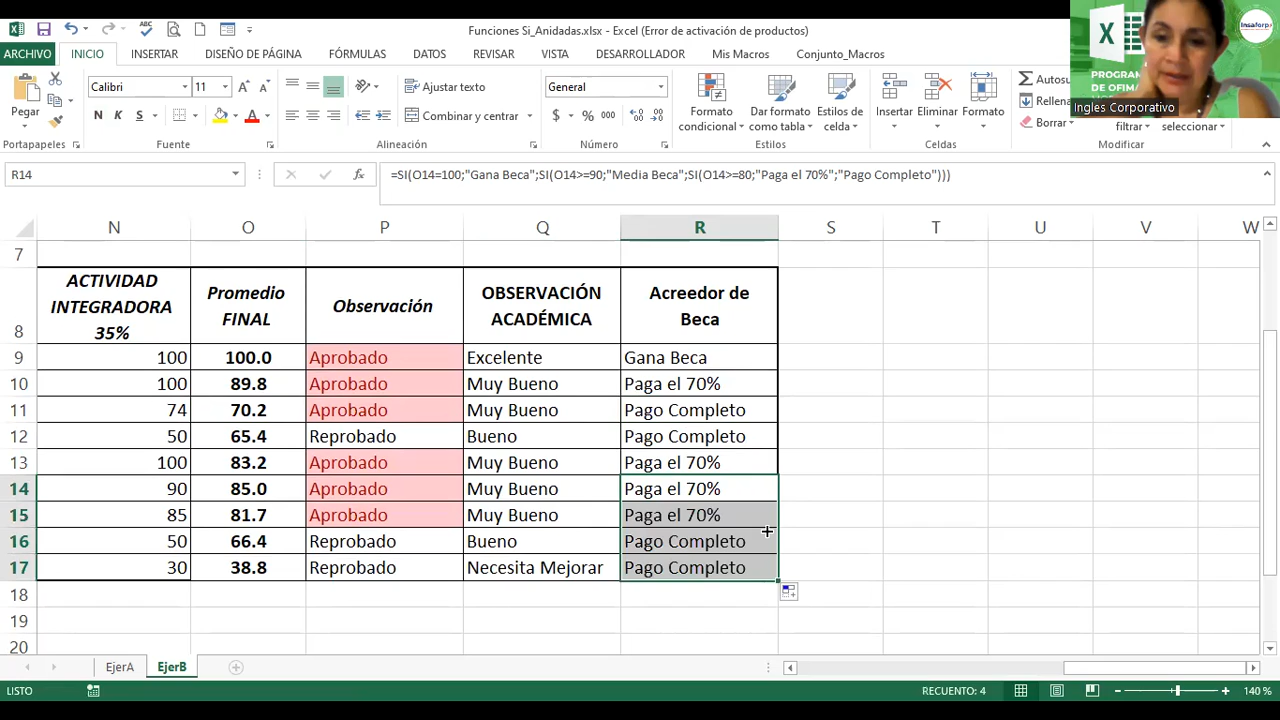 Funciones Si_Anidadas.xlsx - Excel (Error de activación de productos)
ARCHIVO INICIO INSERTAR DISEÑO DE PÁGINA FÓRMULAS DATOS REVISAR VISTA DESARROLLADOR Mis Macros Conjunto_Macros
Pegar
Calibri 11
N K S
Ajustar texto
Combinar y centrar
General
$ % 000
Formato condicional
Dar formato como tabla
Estilos de celda
Insertar Eliminar Formato
Σ Autosu
Rellena
Borrar
filtrar seleccionar
Portapapeles Fuente Alineación Número Estilos Celdas Modificar
PROGRAM
DE OFIMA
Insaforp
Ingles Corporativo
R14 fx =SI(O14=100;"Gana Beca";SI(O14>=90;"Media Beca";SI(O14>=80;"Paga el 70%";"Pago Completo")))
N O P Q R S T U V W
7
8 ACTIVIDAD INTEGRADORA 35% Promedio FINAL Observación OBSERVACIÓN ACADÉMICA Acreedor de Beca
9 100 100.0 Aprobado Excelente Gana Beca
10 100 89.8 Aprobado Muy Bueno Paga el 70%
11 74 70.2 Aprobado Muy Bueno Pago Completo
12 50 65.4 Reprobado Bueno Pago Completo
13 100 83.2 Aprobado Muy Bueno Paga el 70%
14 90 85.0 Aprobado Muy Bueno Paga el 70%
15 85 81.7 Aprobado Muy Bueno Paga el 70%
16 50 66.4 Reprobado Bueno Pago Completo
17 30 38.8 Reprobado Necesita Mejorar Pago Completo
18
19
20
EjerA EjerB
LISTO RECUENTO: 4 140 %